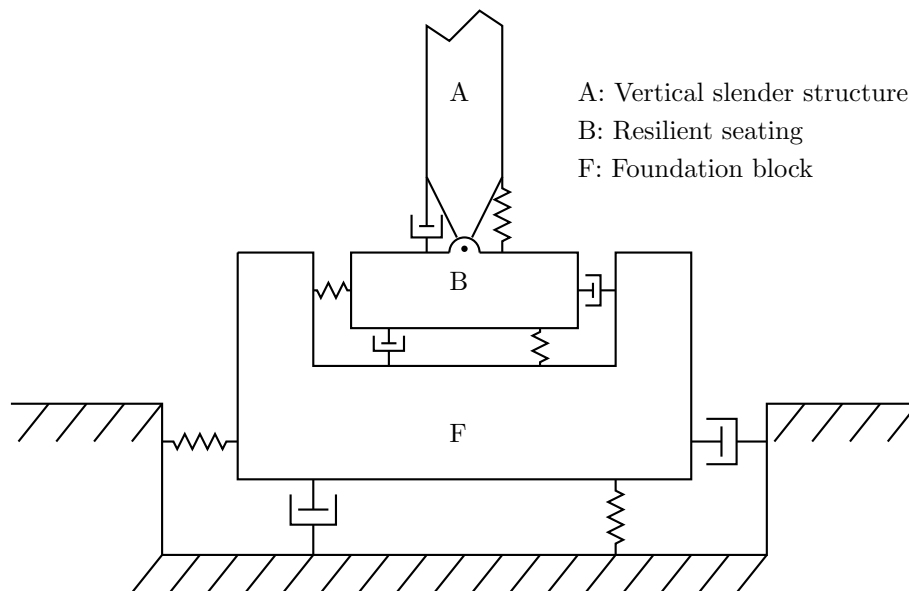 A
A: Vertical slender structure
B: Resilient seating
F: Foundation block
B
F